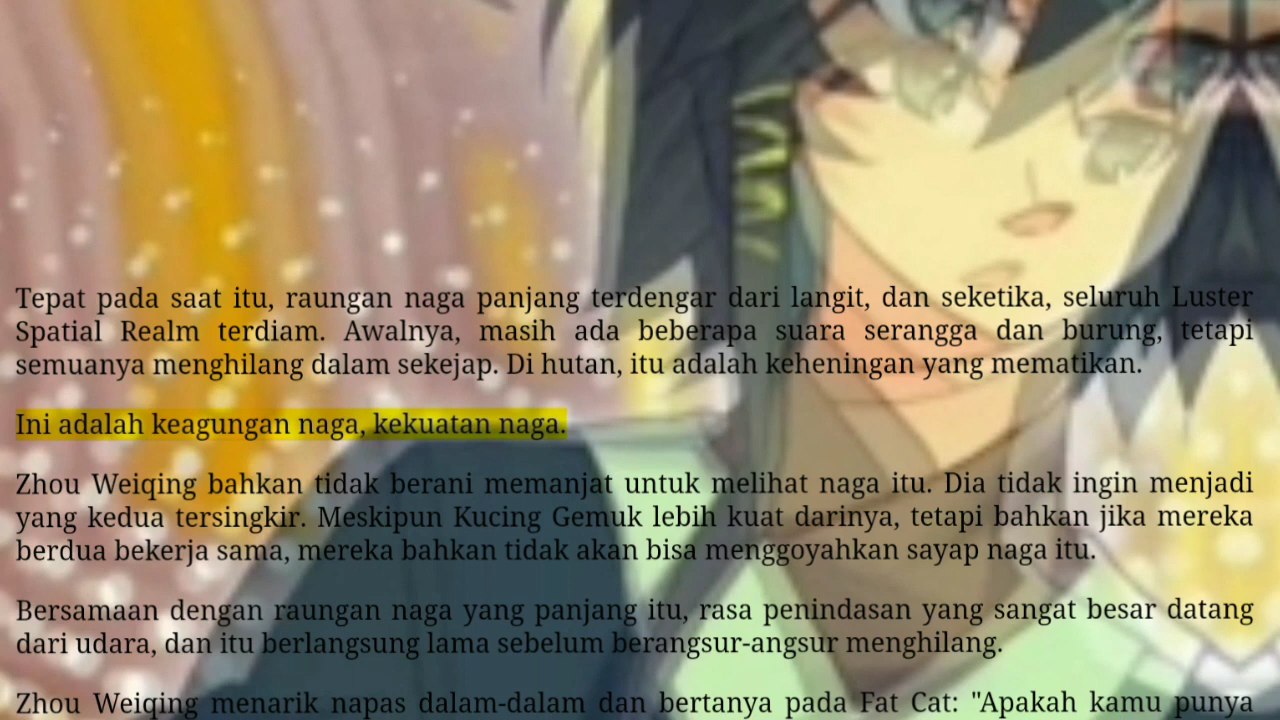 Tepat pada saat itu, raungan naga panjang terdengar dari langit, dan seketika, seluruh Luster
Spatial Realm terdiam. Awalnya, masih ada beberapa suara serangga dan burung, tetapi
semuanya menghilang dalam sekejap. Di hutan, itu adalah keheningan yang mematikan.
Ini adalah keagungan naga, kekuatan naga.
Zhou Weiqing bahkan tidak berani memanjat untuk melihat naga itu. Dia tidak ingin menjadi
yang kedua tersingkir. Meskipun Kucing Gemuk lebih kuat darinya, tetapi bahkan jika mereka
berdua bekerja sama, mereka bahkan tidak akan bisa menggoyahkan sayap naga itu.
Bersamaan dengan raungan naga yang panjang itu, rasa penindasan yang sangat besar datang
dari udara, dan itu berlangsung lama sebelum berangsur-angsur menghilang.
Zhou Weiqing menarik napas dalam-dalam dan bertanya pada Fat Cat: "Apakah kamu punya